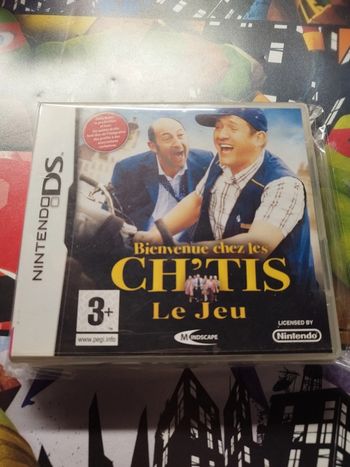 NINTENDO DS
Bienvenue chez les
CH'TIS
Le Jeu
3+
www.pegi.info
MINDSCAPE
LICENSED BY
Nintendo